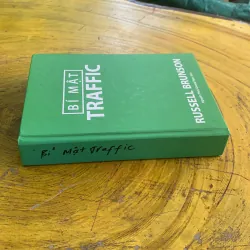 BÍ MẬT
TRAFFIC
RUSSELL BRUNSON
Bí Mật Traffic